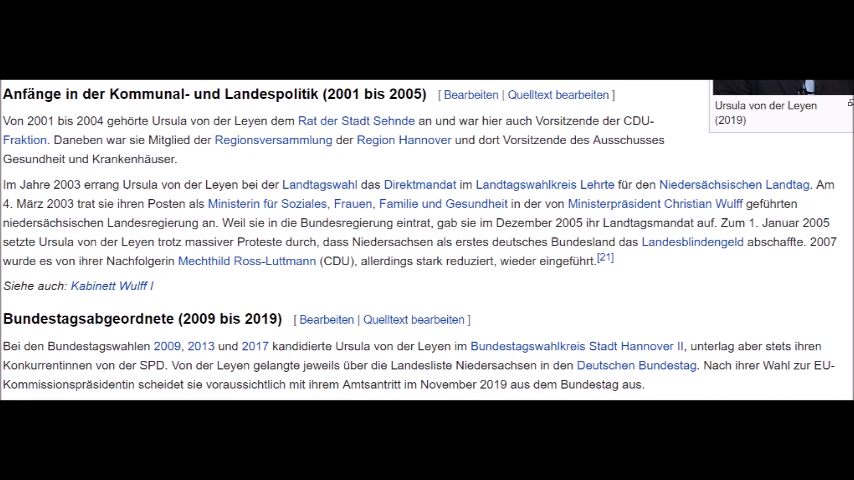 Anfänge in der Kommunal- und Landespolitik (2001 bis 2005) [ Bearbeiten | Quelltext bearbeiten ]
Von 2001 bis 2004 gehörte Ursula von der Leyen dem Rat der Stadt Sehnde an und war hier auch Vorsitzende der CDU-
Fraktion. Daneben war sie Mitglied der Regionsversammlung der Region Hannover und dort Vorsitzende des Ausschusses
Gesundheit und Krankenhäuser.
Ursula von der Leyen
(2019)
Im Jahre 2003 errang Ursula von der Leyen bei der Landtagswahl das Direktmandat im Landtagswahlkreis Lehrte für den Niedersächsischen Landtag. Am
4. März 2003 trat sie ihren Posten als Ministerin für Soziales, Frauen, Familie und Gesundheit in der von Ministerpräsident Christian Wulff geführten
niedersächsischen Landesregierung an. Weil sie in die Bundesregierung eintrat, gab sie im Dezember 2005 ihr Landtagsmandat auf. Zum 1. Januar 2005
setzte Ursula von der Leyen trotz massiver Proteste durch, dass Niedersachsen als erstes deutsches Bundesland das Landesblindengeld abschaffte. 2007
wurde es von ihrer Nachfolgerin Mechthild Ross-Luttmann (CDU), allerdings stark reduziert, wieder eingeführt.[21]
Siehe auch: Kabinett Wulff I
Bundestagsabgeordnete (2009 bis 2019) [ Bearbeiten | Quelltext bearbeiten ]
Bei den Bundestagswahlen 2009, 2013 und 2017 kandidierte Ursula von der Leyen im Bundestagswahlkreis Stadt Hannover II, unterlag aber stets ihren
Konkurrentinnen von der SPD. Von der Leyen gelangte jeweils über die Landesliste Niedersachsen in den Deutschen Bundestag. Nach ihrer Wahl zur EU-
Kommissionspräsidentin scheidet sie voraussichtlich mit ihrem Amtsantritt im November 2019 aus dem Bundestag aus.